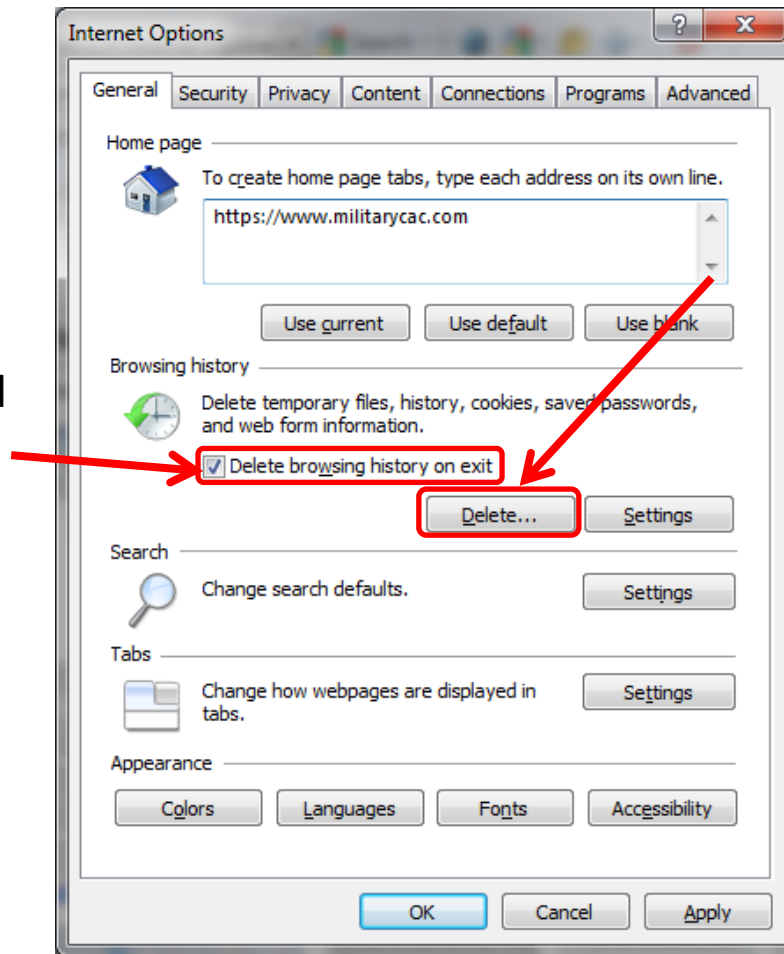 Internet Options
General Security Privacy Content Connections Programs Advanced
Home page
To create home page tabs, type each address on its own line.
https://www.militarycac.com
Use current Use default Use blank
Browsing history
Delete temporary files, history, cookies, saved passwords,
and web form information.
Delete browsing history on exit
Delete... Settings
Search
Change search defaults.
Settings
Tabs
Change how webpages are displayed in
tabs.
Settings
Appearance
Colors Languages Fonts Accessibility
OK Cancel Apply